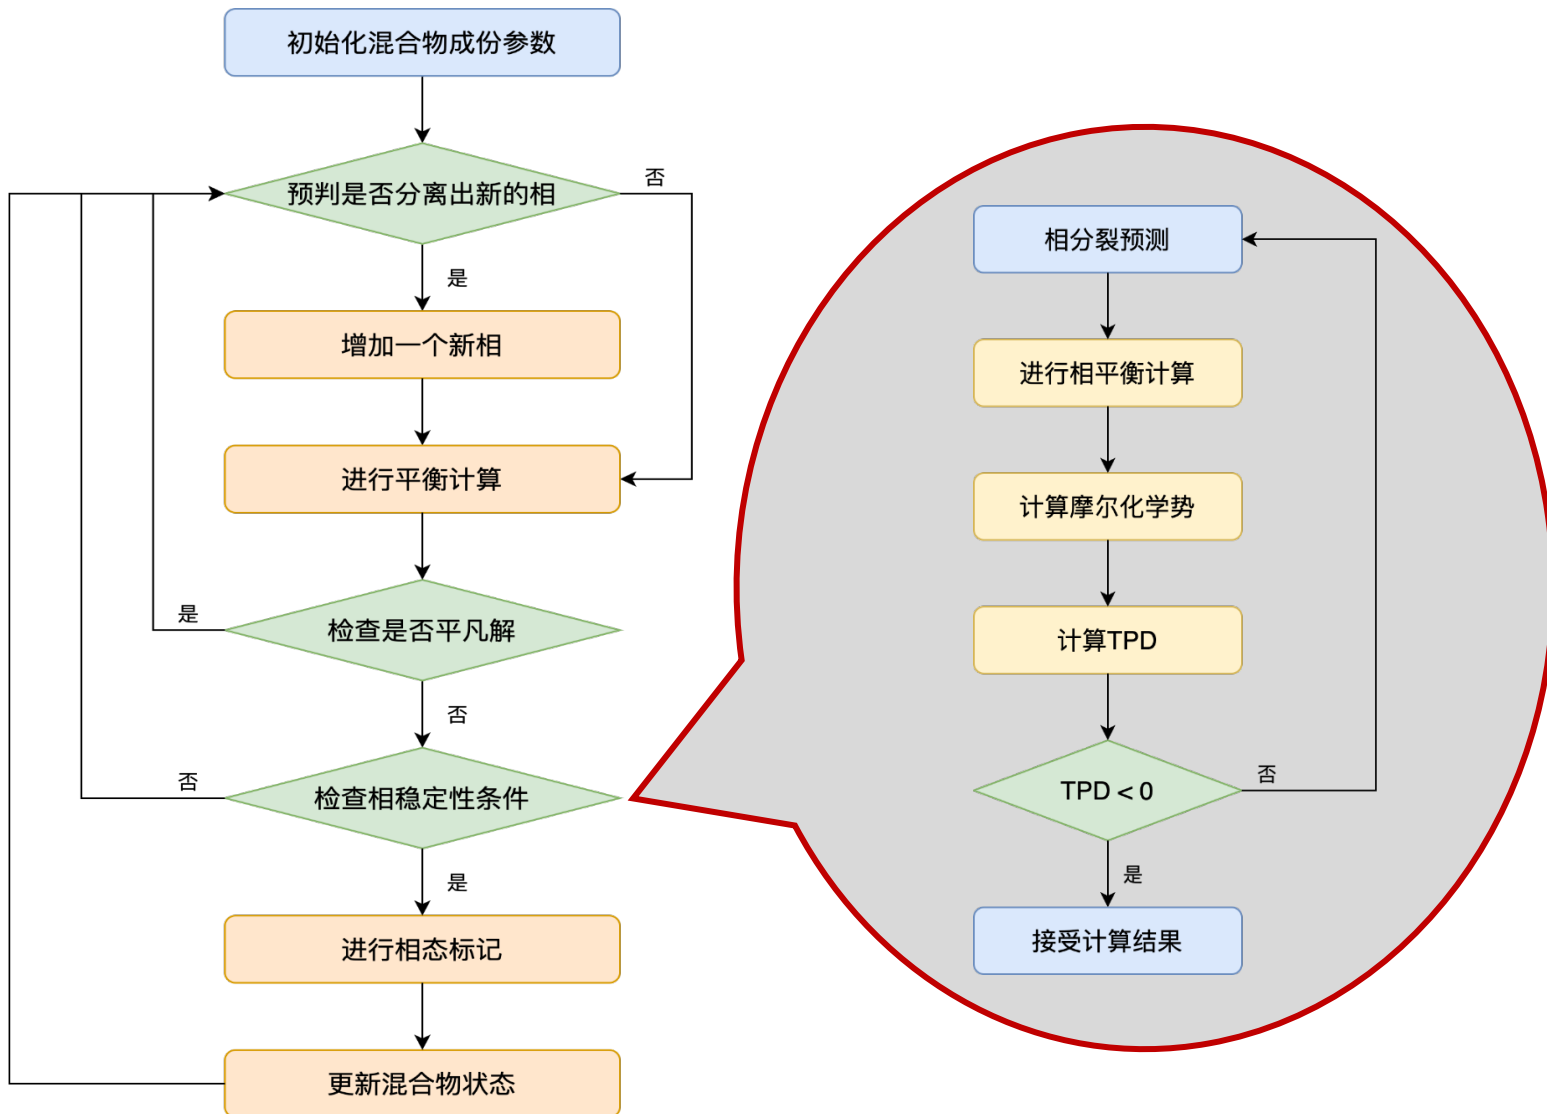 初始化混合物成份参数
预判是否分离出新的相
否
是
增加一个新相
进行平衡计算
检查是否平凡解
是
否
检查相稳定性条件
否
是
进行相态标记
更新混合物状态
相分裂预测
进行相平衡计算
计算摩尔化学势
计算TPD
TPD < 0
否
是
接受计算结果